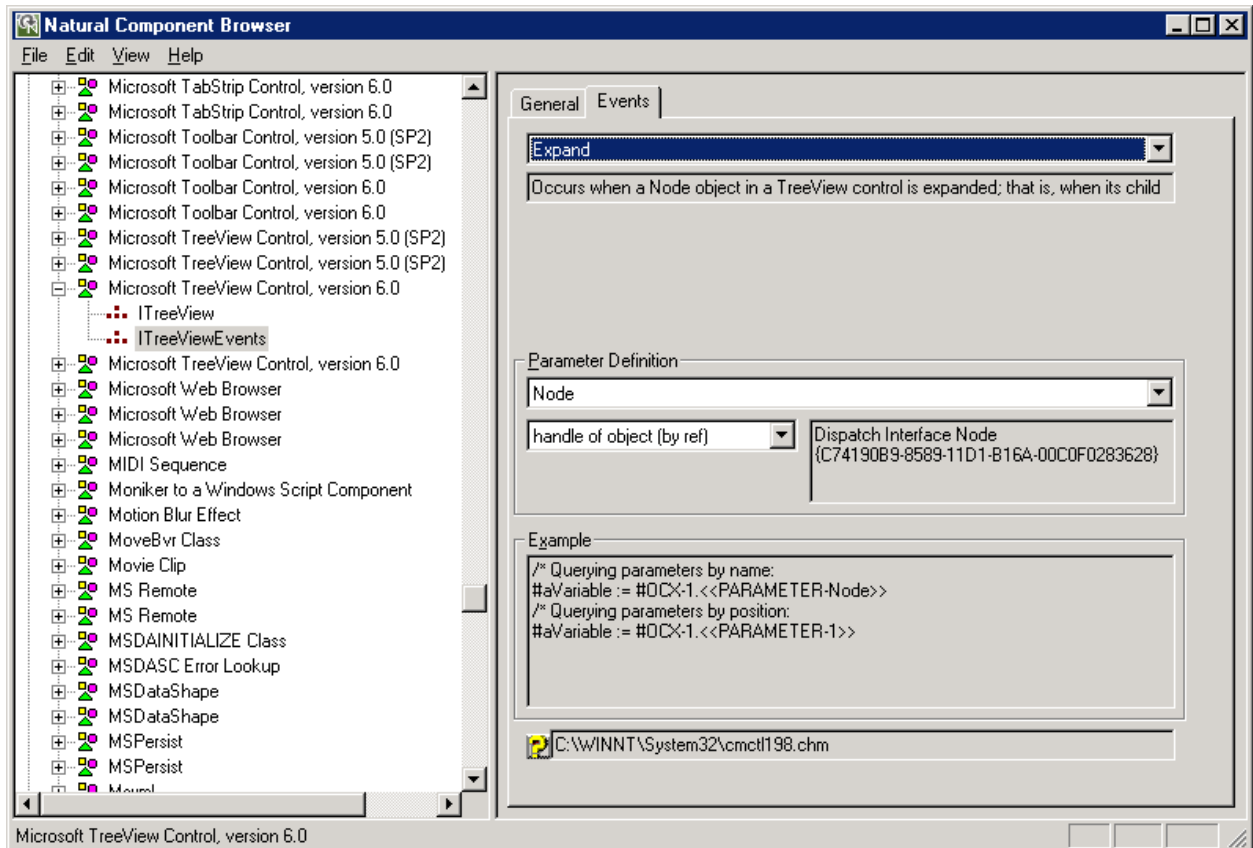 Natural Component Browser
File Edit View Help
Microsoft TabStrip Control, version 6.0
Microsoft TabStrip Control, version 6.0
Microsoft Toolbar Control, version 5.0 (SP2)
Microsoft Toolbar Control, version 5.0 (SP2)
Microsoft Toolbar Control, version 6.0
Microsoft Toolbar Control, version 6.0
Microsoft TreeView Control, version 5.0 (SP2)
Microsoft TreeView Control, version 5.0 (SP2)
Microsoft TreeView Control, version 6.0
ITreeView
ITreeViewEvents
Microsoft TreeView Control, version 6.0
Microsoft Web Browser
Microsoft Web Browser
Microsoft Web Browser
MIDI Sequence
Moniker to a Windows Script Component
Motion Blur Effect
MoveBvr Class
Movie Clip
MS Remote
MS Remote
MSDAINITIALIZE Class
MSDASC Error Lookup
MSDataShape
MSDataShape
MSPersist
MSPersist
General Events
Expand
Occurs when a Node object in a TreeView control is expanded; that is, when its child
Parameter Definition
Node
handle of object (by ref)
Dispatch Interface Node
{C74190B9-8589-11D1-B16A-00C0F0283628}
Example
/* Querying parameters by name:
#aVariable := #OCX-1.<<PARAMETER-Node>>
/* Querying parameters by position:
#aVariable := #OCX-1.<<PARAMETER-1>>
C:\WINNT\System32\cmctl198.chm
Microsoft TreeView Control, version 6.0